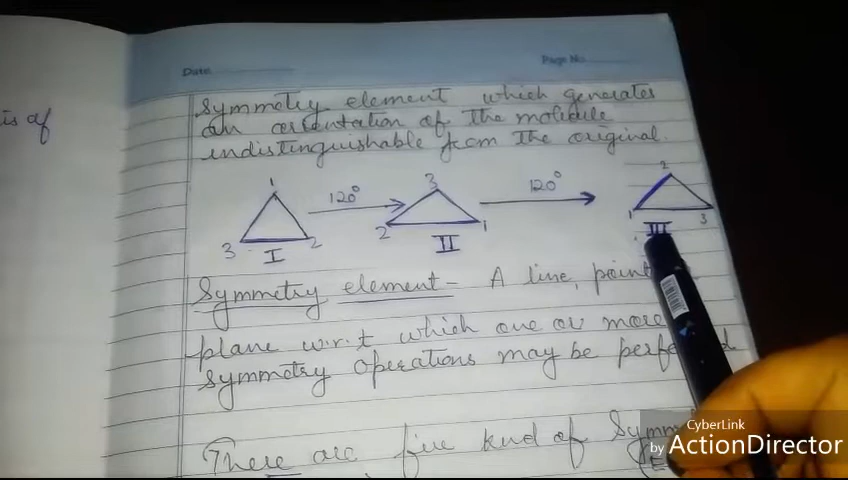 is of
Date
Page No.
Symmetry element which generates
an orientation of the molecule
indistinguishable from the original.
1 120° 3 120° 2
3 2 2 1 1 3
I II III
Symmetry element - A line, point
plane w.r.t which one or more
symmetry operations may be
There are five kind of
CyberLink
by ActionDirector